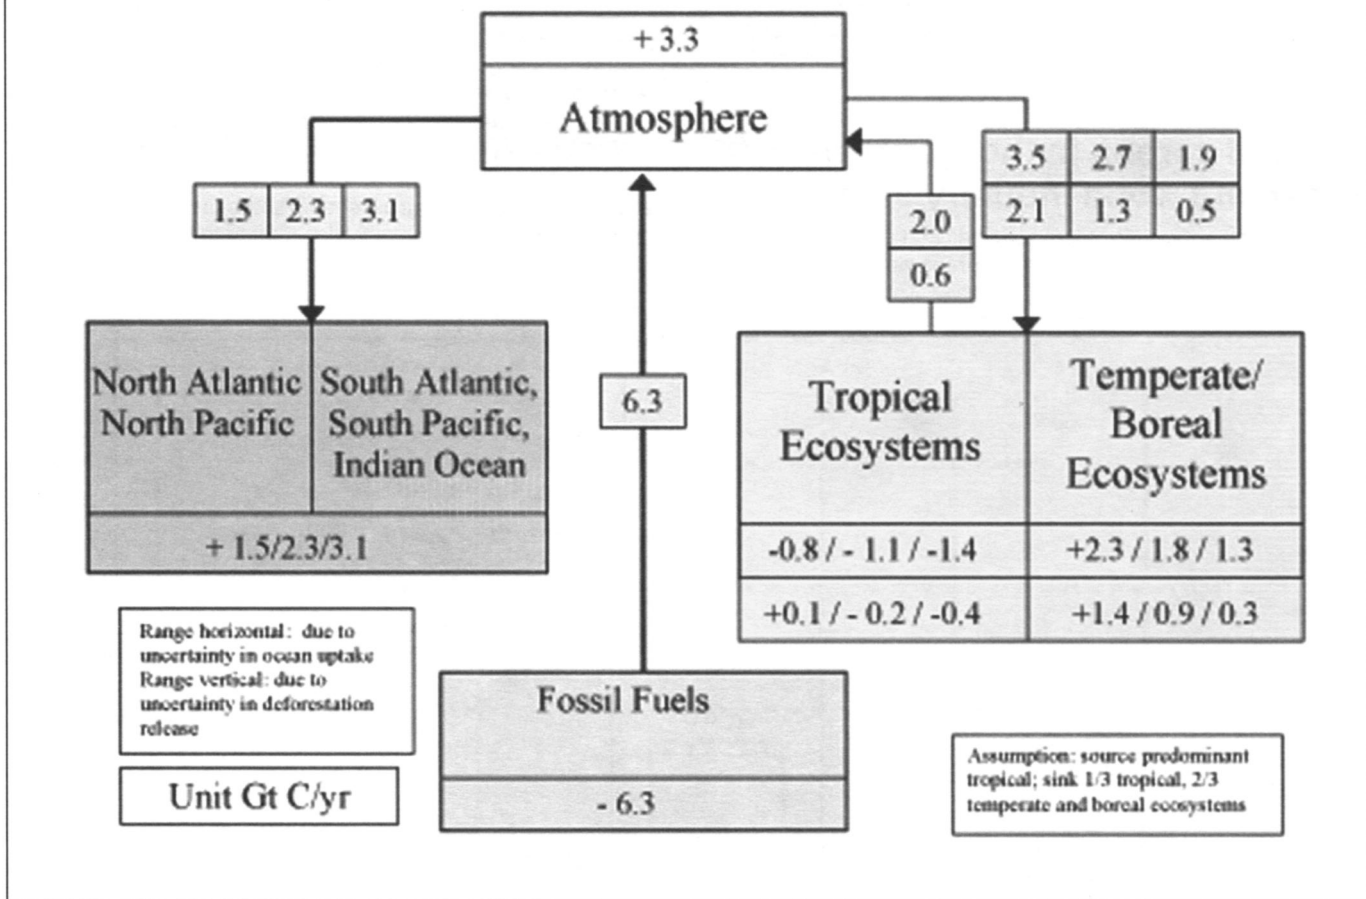 + 3.3
Atmosphere
1.5 2.3 3.1
2.0
0.6
3.5 2.7 1.9
2.1 1.3 0.5
North Atlantic
North Pacific
South Atlantic,
South Pacific,
Indian Ocean
+ 1.5/2.3/3.1
6.3
Tropical
Ecosystems
Temperate/
Boreal
Ecosystems
-0.8 / - 1.1 / -1.4
+2.3 / 1.8 / 1.3
+0.1 / - 0.2 / -0.4
+1.4 / 0.9 / 0.3
Range horizontal: due to
uncertainty in ocean uptake
Range vertical: due to
uncertainty in deforestation
release
Unit Gt C/yr
Fossil Fuels
- 6.3
Assumption: source predominant
tropical; sink 1/3 tropical, 2/3
temperate and boreal ecosystems